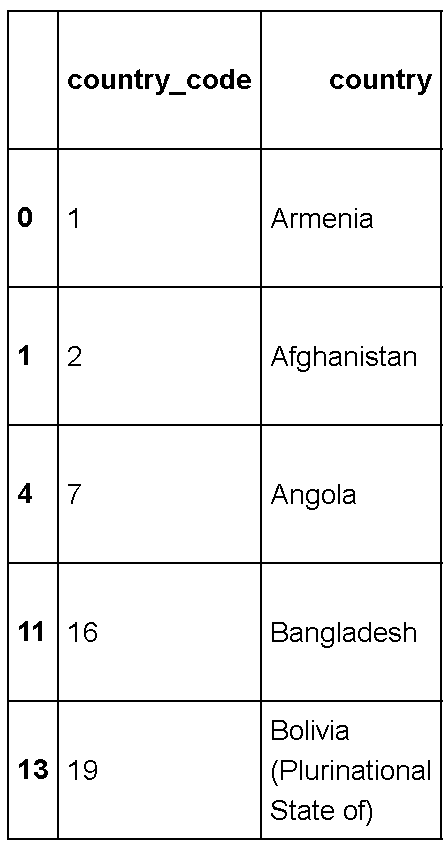 country_code country
0 1 Armenia
1 2 Afghanistan
4 7 Angola
11 16 Bangladesh
13 19 Bolivia
(Plurinational
State of)